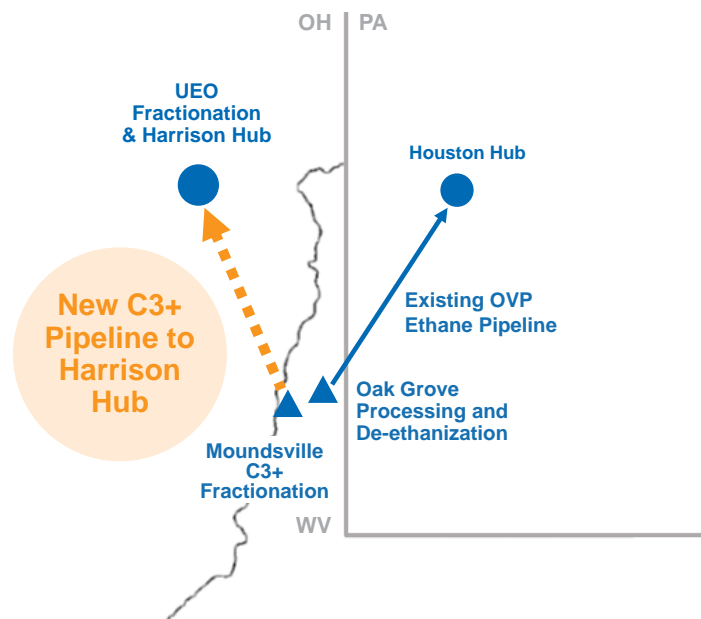 OH PA
UEO
Fractionation
& Harrison Hub
Houston Hub
New C3+
Pipeline to
Harrison
Hub
Existing OVP
Ethane Pipeline
Oak Grove
Processing and
De-ethanization
Moundsville
C3+
Fractionation
WV